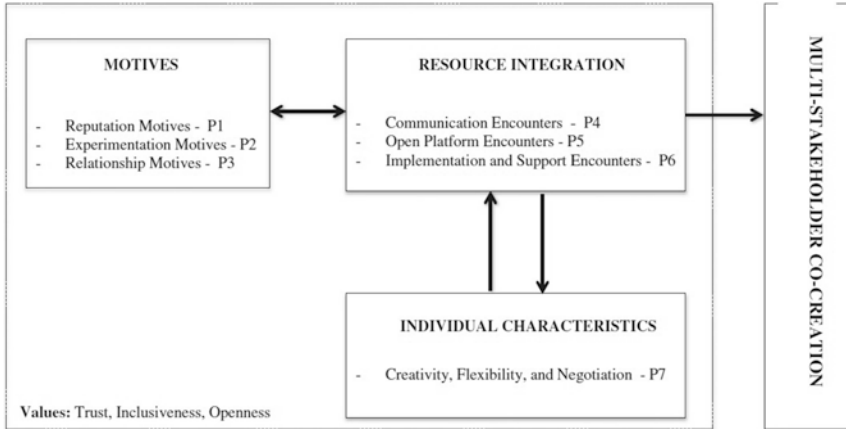 MOTIVES
- Reputation Motives - P1
- Experimentation Motives - P2
- Relationship Motives - P3
RESOURCE INTEGRATION
- Communication Encounters - P4
- Open Platform Encounters - P5
- Implementation and Support Encounters - P6
INDIVIDUAL CHARACTERISTICS
- Creativity, Flexibility, and Negotiation - P7
Values: Trust, Inclusiveness, Openness
MULTI-STAKEHOLDER CO-CREATION